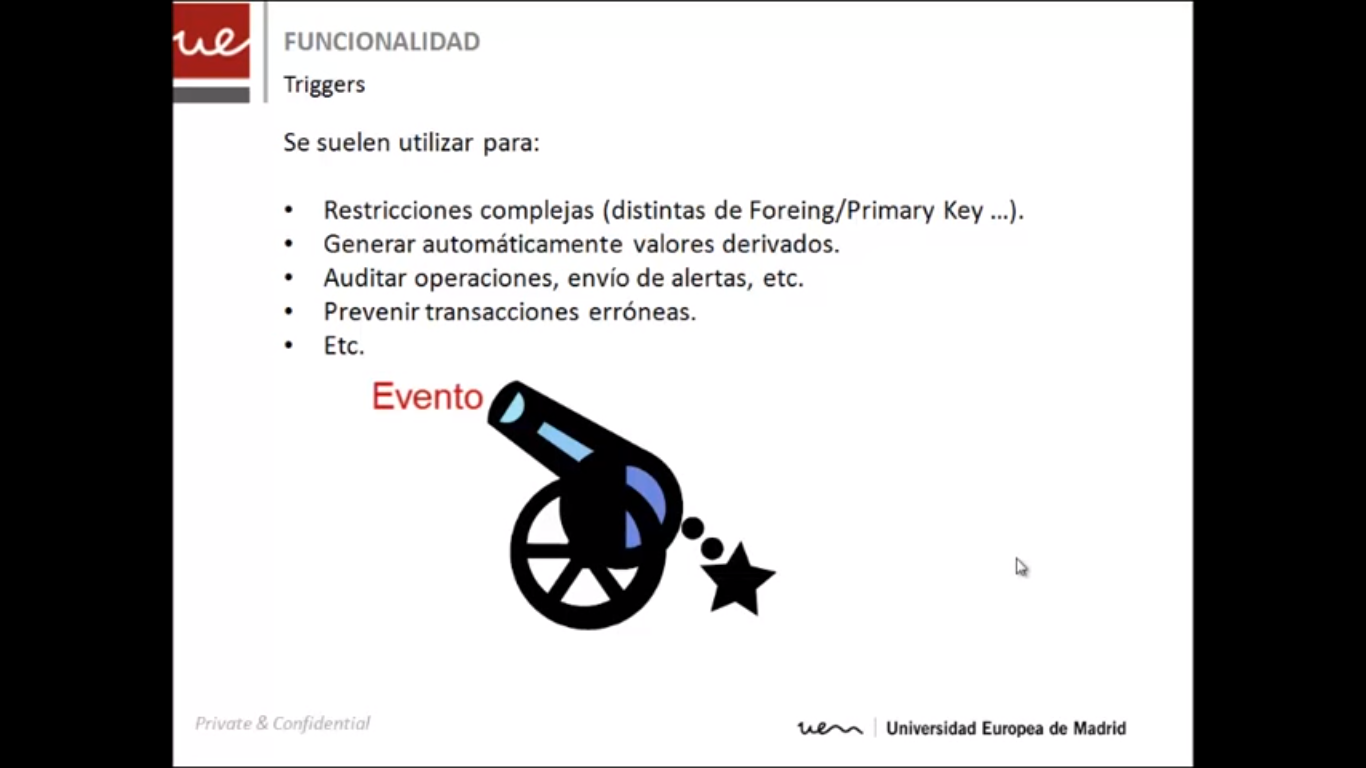 ue
FUNCIONALIDAD
Triggers
Se suelen utilizar para:
• Restricciones complejas (distintas de Foreing/Primary Key ...).
• Generar automáticamente valores derivados.
• Auditar operaciones, envío de alertas, etc.
• Prevenir transacciones erróneas.
• Etc.
Evento
Private & Confidential
uem Universidad Europea de Madrid